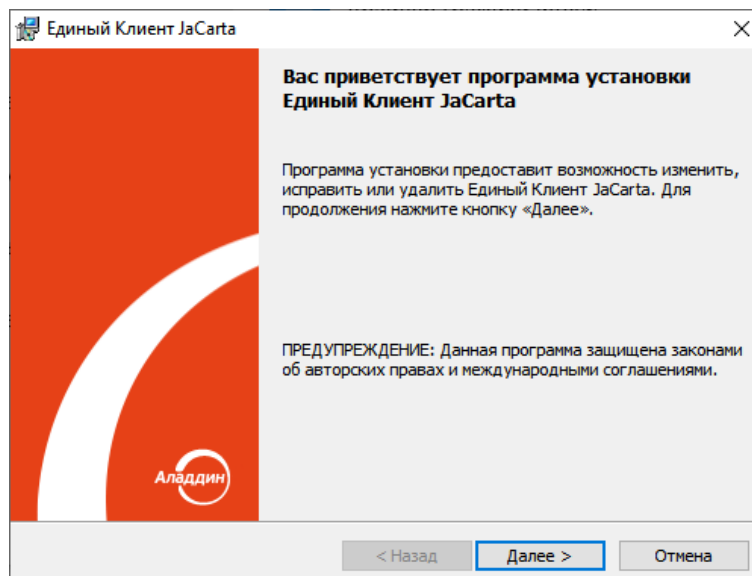 Единый Клиент JaCarta
Вас приветствует программа установки
Единый Клиент JaCarta
Программа установки предоставит возможность изменить,
исправить или удалить Единый Клиент JaCarta. Для
продолжения нажмите кнопку «Далее».
ПРЕДУПРЕЖДЕНИЕ: Данная программа защищена законами
об авторских правах и международными соглашениями.
Аладдин
< Назад
Далее >
Отмена